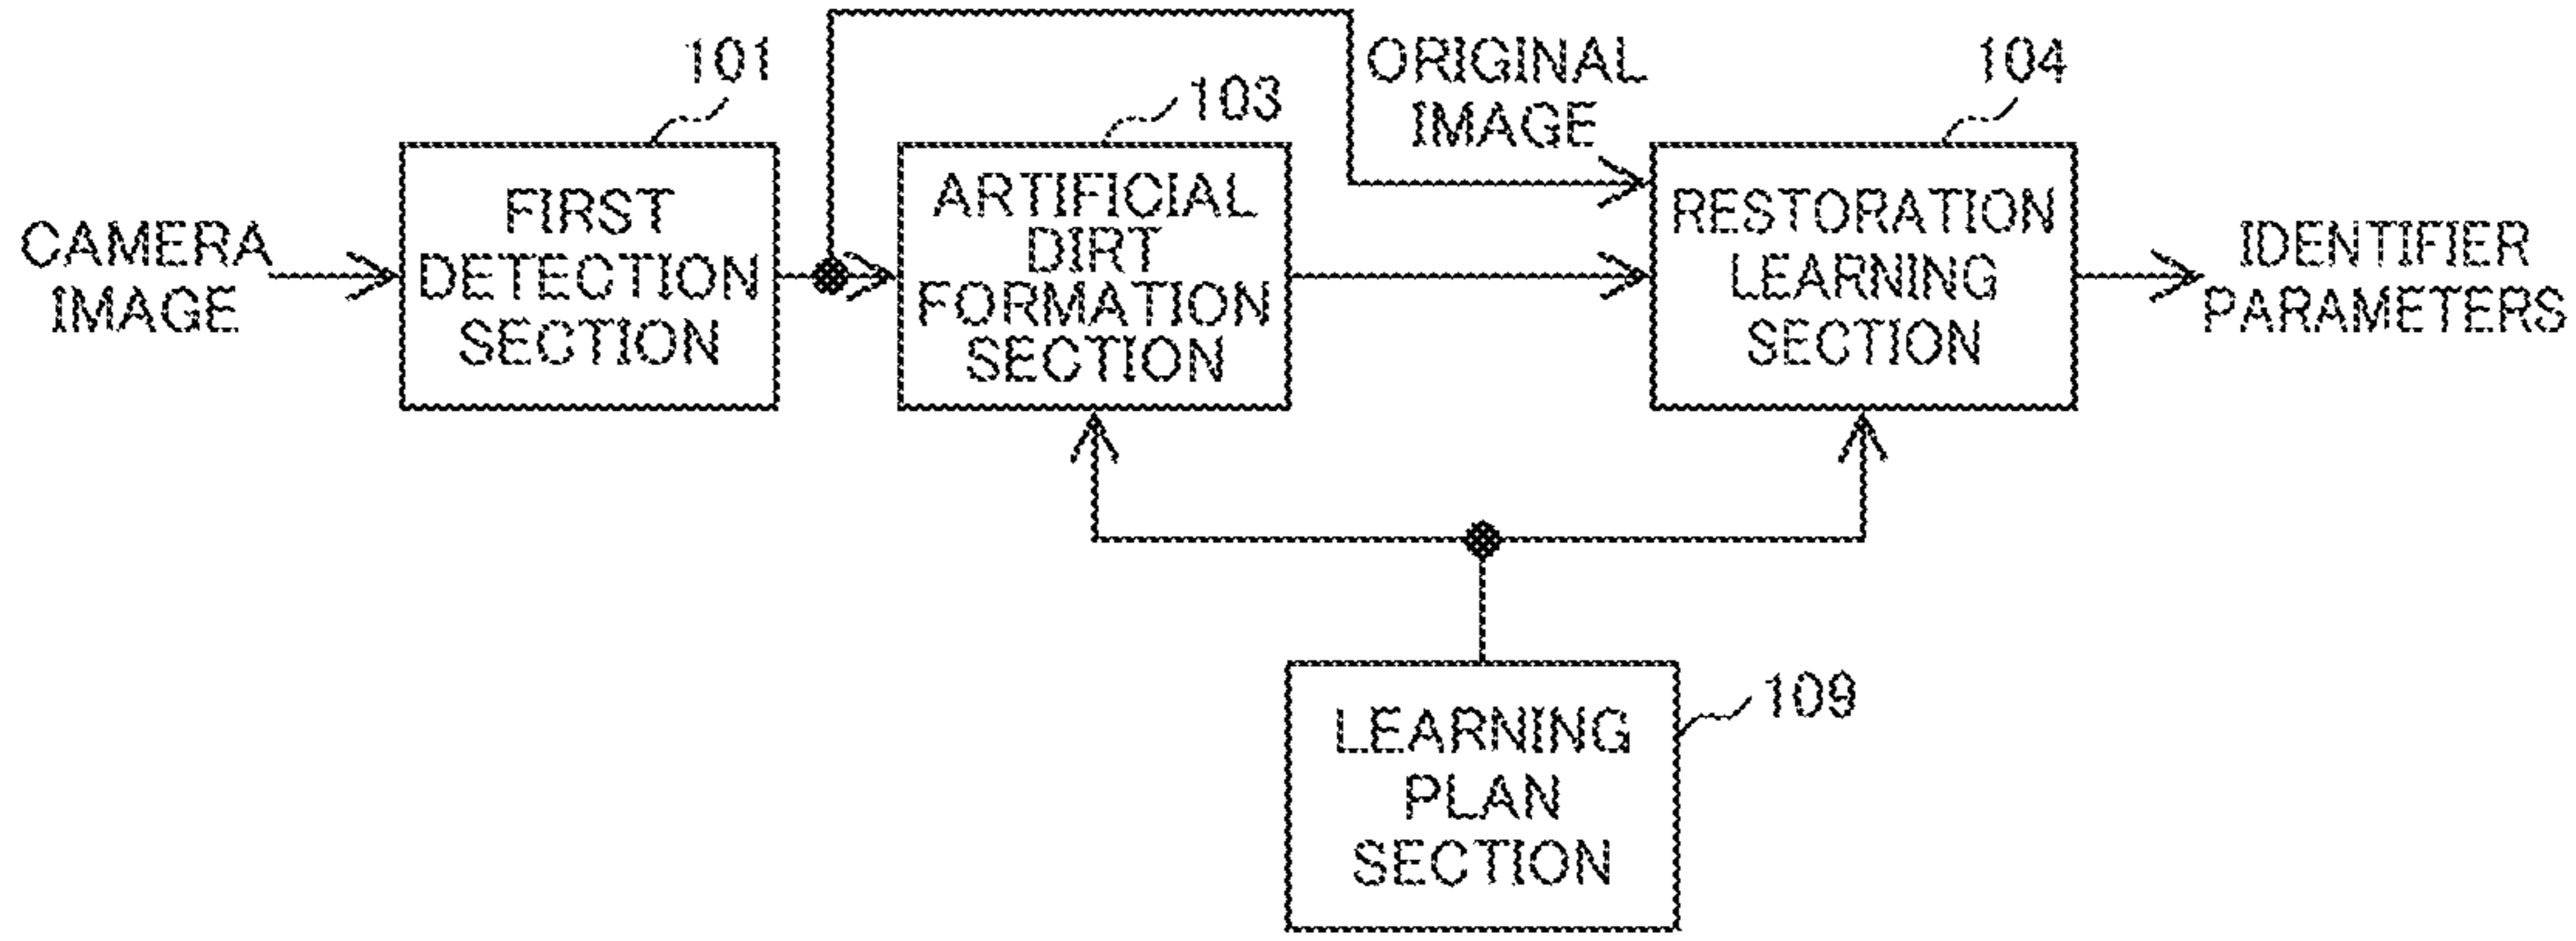 101
103
ORIGINAL
IMAGE
104
CAMERA
IMAGE
FIRST
DETECTION
SECTION
ARTIFICIAL
DIRT
FORMATION
SECTION
RESTORATION
LEARNING
SECTION
IDENTIFIER
PARAMETERS
LEARNING
PLAN
SECTION
109